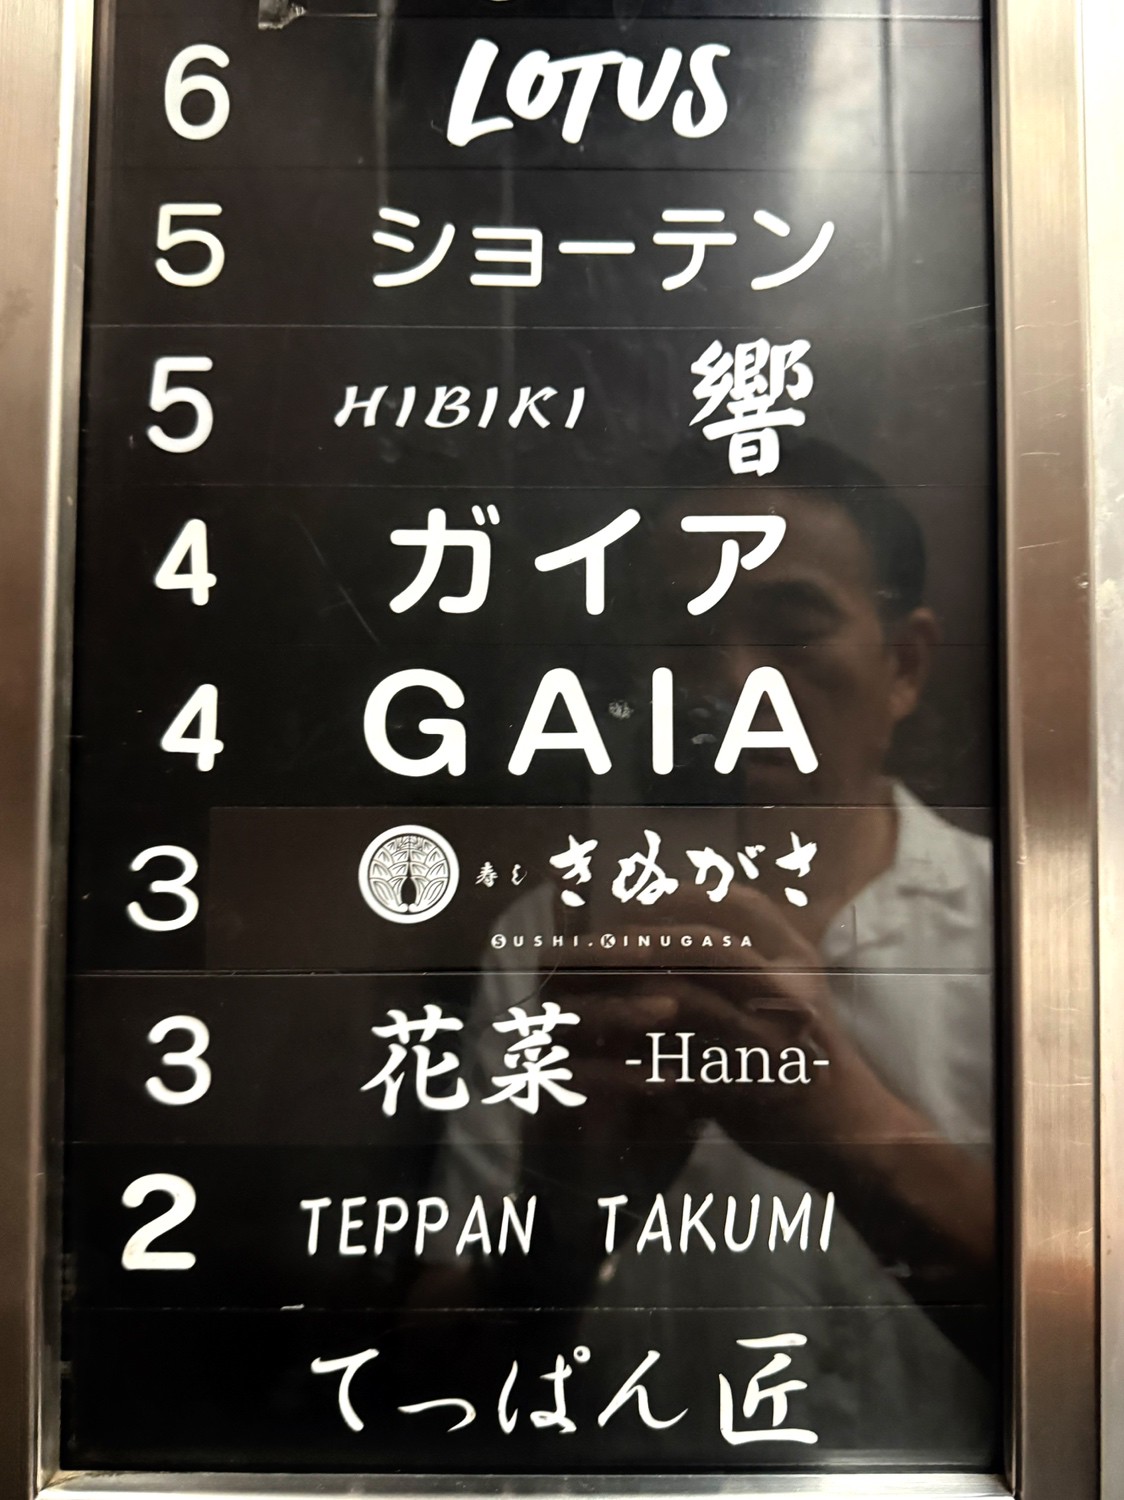 6 LOTUS
5 ショーテン
5 HIBIKI 響
4 ガイア
4 GAIA
3 寿し きぬがさ
SUSHI.KINUGASA
3 花菜 -Hana-
2 TEPPAN TAKUMI
てっぱん 匠